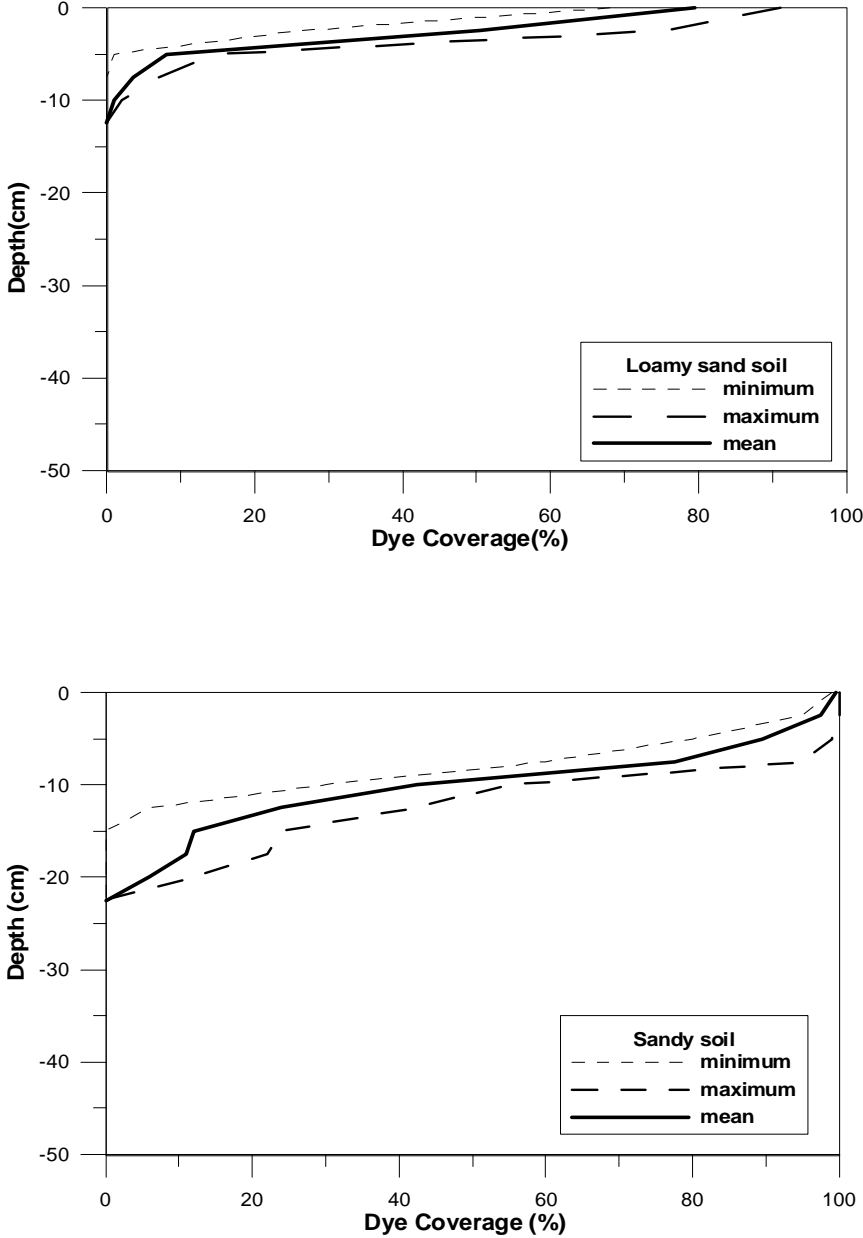 0
-10
-20
-30
-40
-50
Depth(cm)
Loamy sand soil
minimum
maximum
mean
0 20 40 60 80 100
Dye Coverage(%)
0
-10
-20
-30
-40
-50
Depth (cm)
Sandy soil
minimum
maximum
mean
0 20 40 60 80 100
Dye Coverage (%)